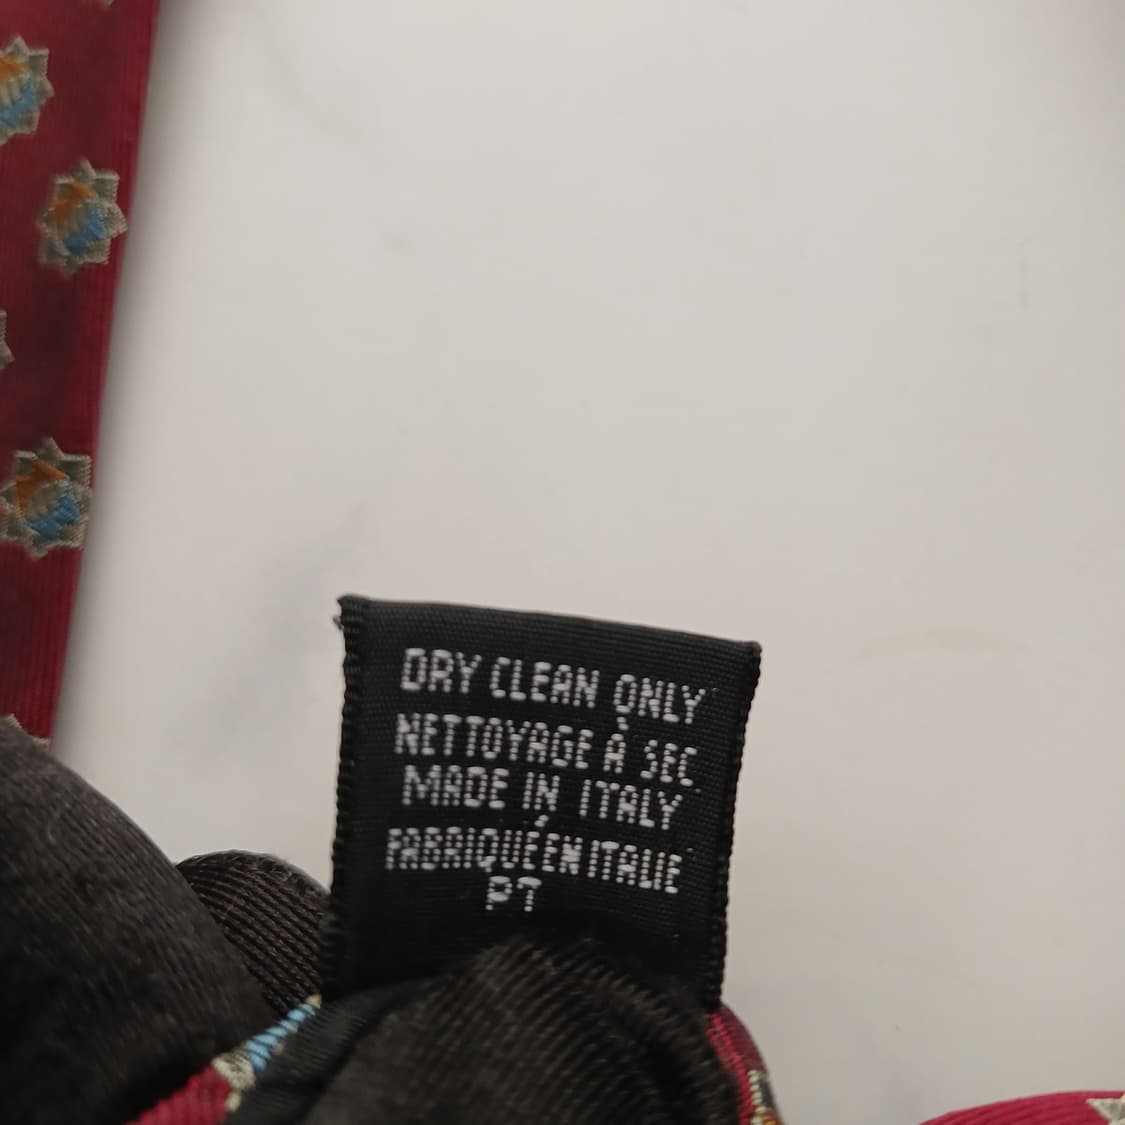 DRY CLEAN ONLY
NETTOYAGE À SEC
MADE IN ITALY
FABRIQUÉ EN ITALIE
P7